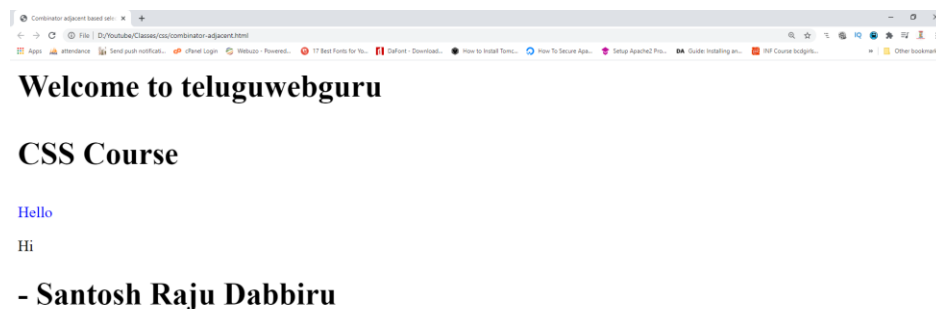 Combinator adjacent based sele
File | D:/Youtube/Classes/css/combinator-adjacent.html
Apps attendance Send push notificati... cPanel Login Webuzo - Powered... 17 Best Fonts for Yo... DaFont - Download... How to Install Tomc... How To Secure Apa... Setup Apache2 Pro... DA Guide: Installing an... INF Course bcdgirls... » Other bookmark
Welcome to teluguwebguru
CSS Course
Hello
Hi
- Santosh Raju Dabbiru